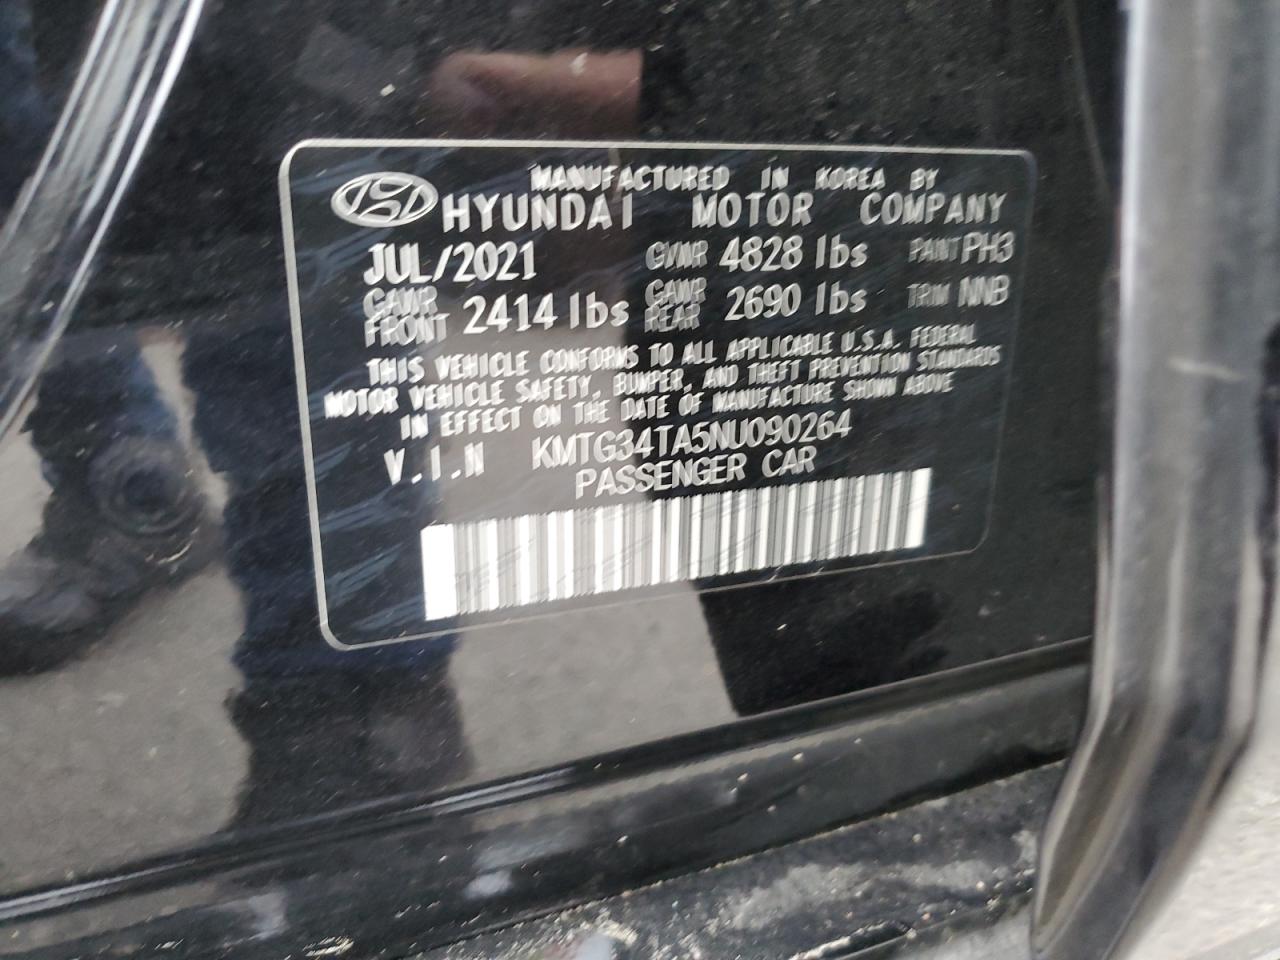 MANUFACTURED IN KOREA BY
HYUNDAI MOTOR COMPANY
JUL/2021 GVWR 4828 lbs PAINT PH3
GAWR FRONT 2414 lbs GAWR REAR 2690 lbs TRIM NNB
THIS VEHICLE CONFORMS TO ALL APPLICABLE U.S.A. FEDERAL
MOTOR VEHICLE SAFETY, BUMPER, AND THEFT PREVENTION STANDARDS
IN EFFECT ON THE DATE OF MANUFACTURE SHOWN ABOVE
V.I.N KMTG34TA5NU090264
PASSENGER CAR